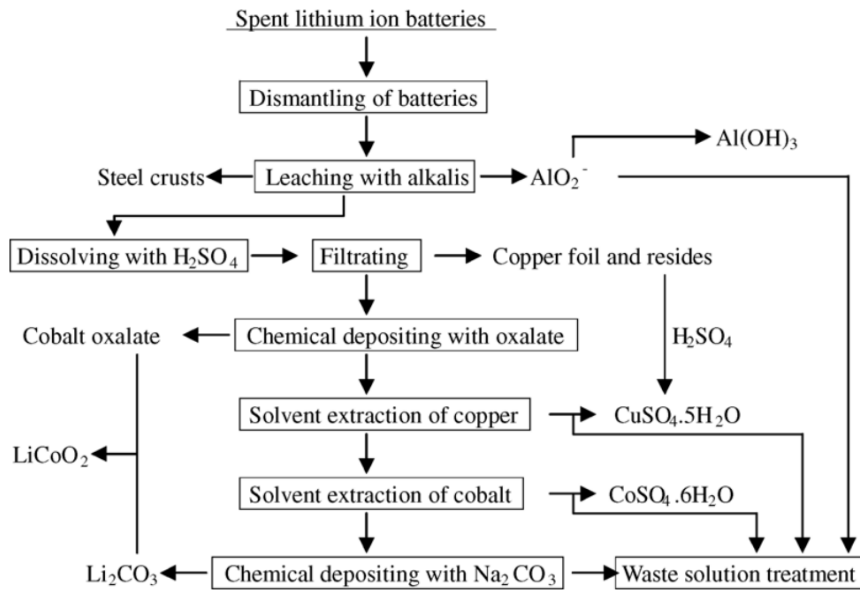 Spent lithium ion batteries
Dismantling of batteries
Al(OH)₃
Steel crusts
Leaching with alkalis
AlO₂⁻
Dissolving with H₂SO₄
Filtrating
Copper foil and resides
Cobalt oxalate
Chemical depositing with oxalate
H₂SO₄
Solvent extraction of copper
CuSO₄.5H₂O
LiCoO₂
Solvent extraction of cobalt
CoSO₄.6H₂O
Li₂CO₃
Chemical depositing with Na₂CO₃
Waste solution treatment